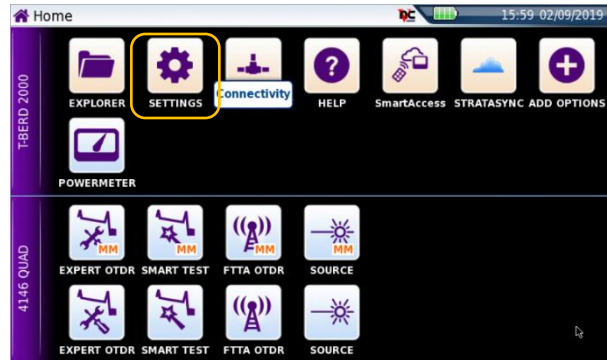 Home
15:59 02/09/2019
T-BERD 2000
EXPLORER SETTINGS Connectivity HELP SmartAccess STRATASYNC ADD OPTIONS
POWERMETER
4146 QUAD
MM MM MM MM
EXPERT OTDR SMART TEST FTTA OTDR SOURCE
EXPERT OTDR SMART TEST FTTA OTDR SOURCE